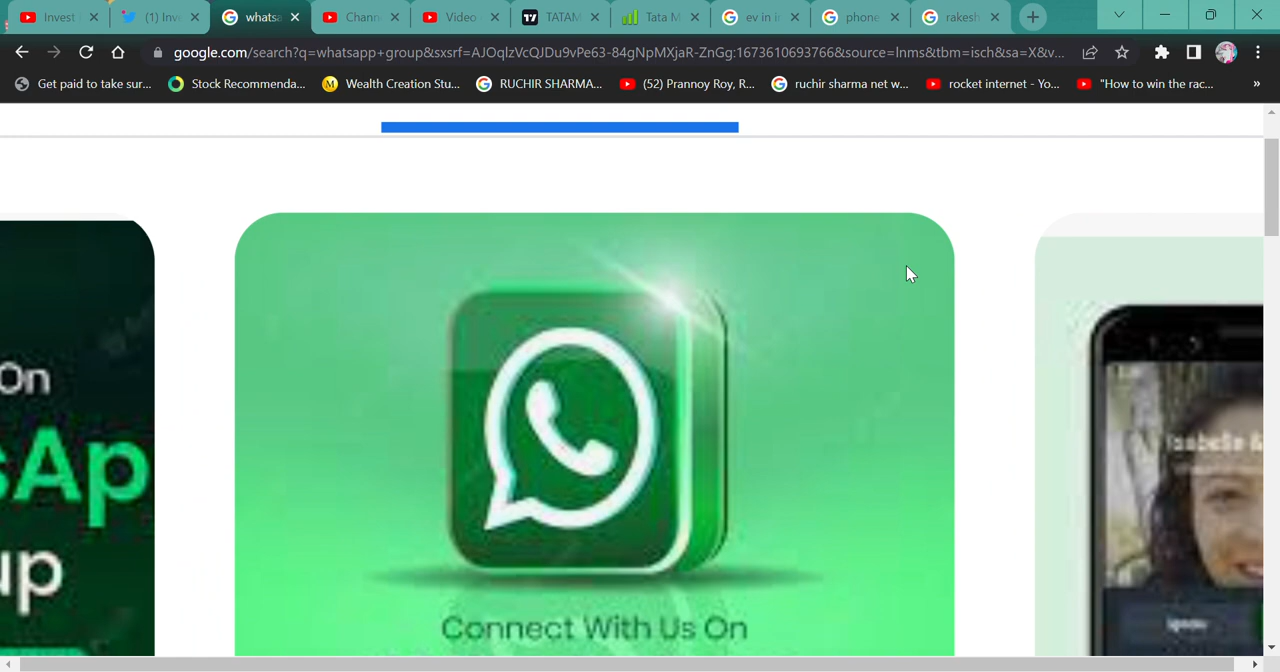 Invest
(1) Inv
whatsa
Chann
Video
TATAM
Tata M
ev in i
phone
rakesh
google.com/search?q=whatsapp+group&sxsrf=AJOqlzVcQJDu9vPe63-84gNpMXjaR-ZnGg:1673610693766&source=lnms&tbm=isch&sa=X&v...
Get paid to take sur...
Stock Recommenda...
Wealth Creation Stu...
RUCHIR SHARMA...
(52) Prannoy Roy, R...
ruchir sharma net w...
rocket internet - Yo...
"How to win the rac...
»
On
sAp
up
Connect With Us On